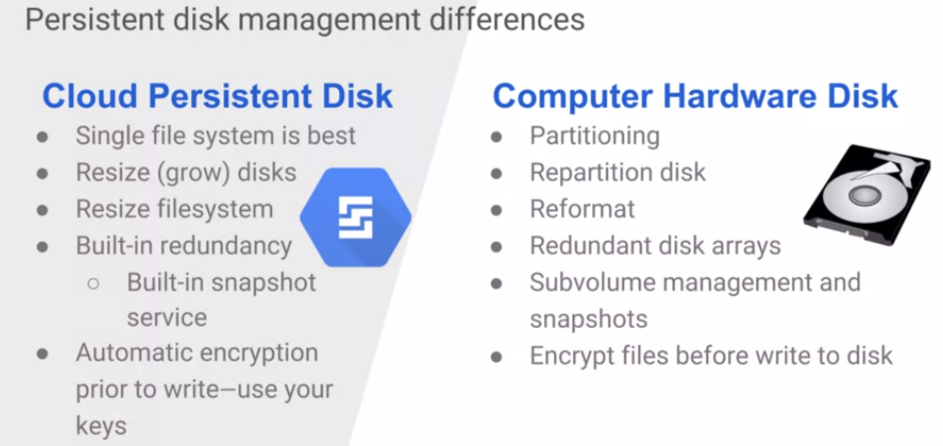 Persistent disk management differences
Cloud Persistent Disk
● Single file system is best
● Resize (grow) disks
● Resize filesystem
● Built-in redundancy
○ Built-in snapshot
service
● Automatic encryption
prior to write—use your
keys
Computer Hardware Disk
● Partitioning
● Repartition disk
● Reformat
● Redundant disk arrays
● Subvolume management and
snapshots
● Encrypt files before write to disk